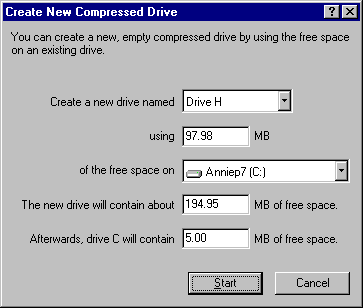 Create New Compressed Drive
You can create a new, empty compressed drive by using the free space
on an existing drive.
Create a new drive named Drive H
using 97.98 MB
of the free space on Anniep7 (C:)
The new drive will contain about 194.95 MB of free space.
Afterwards, drive C will contain 5.00 MB of free space.
Start Cancel